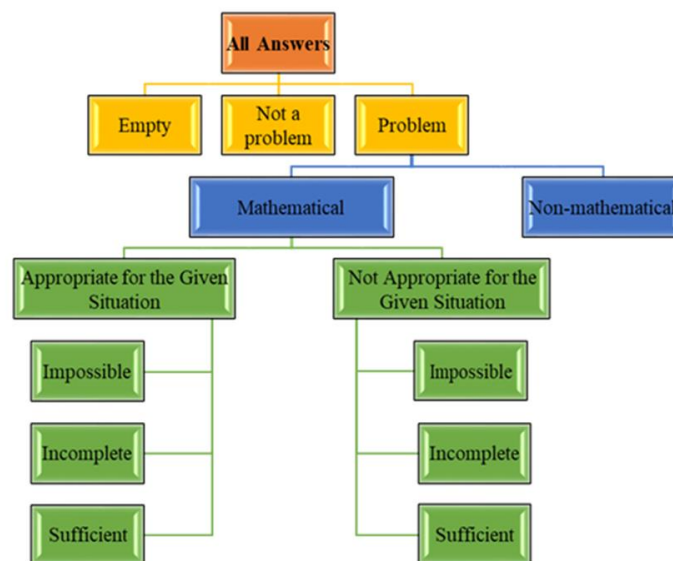 All Answers
Empty
Not a
problem
Problem
Mathematical
Non-mathematical
Appropriate for the Given
Situation
Not Appropriate for the
Given Situation
Impossible
Impossible
Incomplete
Incomplete
Sufficient
Sufficient